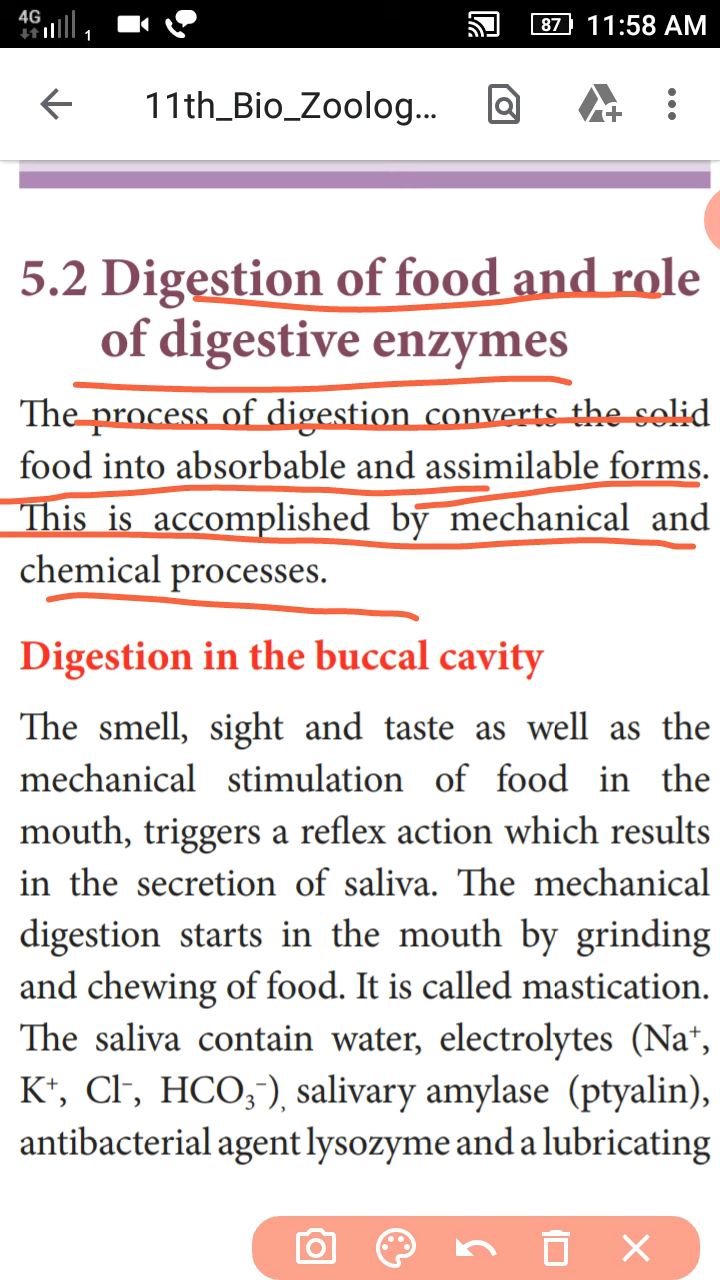 4G 1 87 11:58 AM
11th_Bio_Zoolog...
5.2 Digestion of food and role
of digestive enzymes
The process of digestion converts the solid
food into absorbable and assimilable forms.
This is accomplished by mechanical and
chemical processes.
Digestion in the buccal cavity
The smell, sight and taste as well as the
mechanical stimulation of food in the
mouth, triggers a reflex action which results
in the secretion of saliva. The mechanical
digestion starts in the mouth by grinding
and chewing of food. It is called mastication.
The saliva contain water, electrolytes (Na⁺,
K⁺, Cl⁻, HCO₃⁻), salivary amylase (ptyalin),
antibacterial agent lysozyme and a lubricating